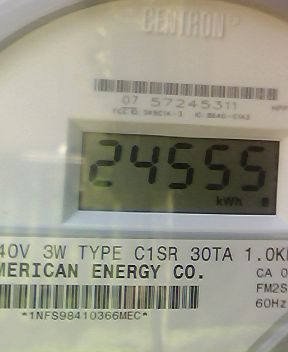 CENTRON
07 57245311
24555
kWh
40V 3W TYPE C1SR 30TA 1.0K
MERICAN ENERGY CO.
CA 0
FM2S
60Hz
*1NFS98410366MEC*